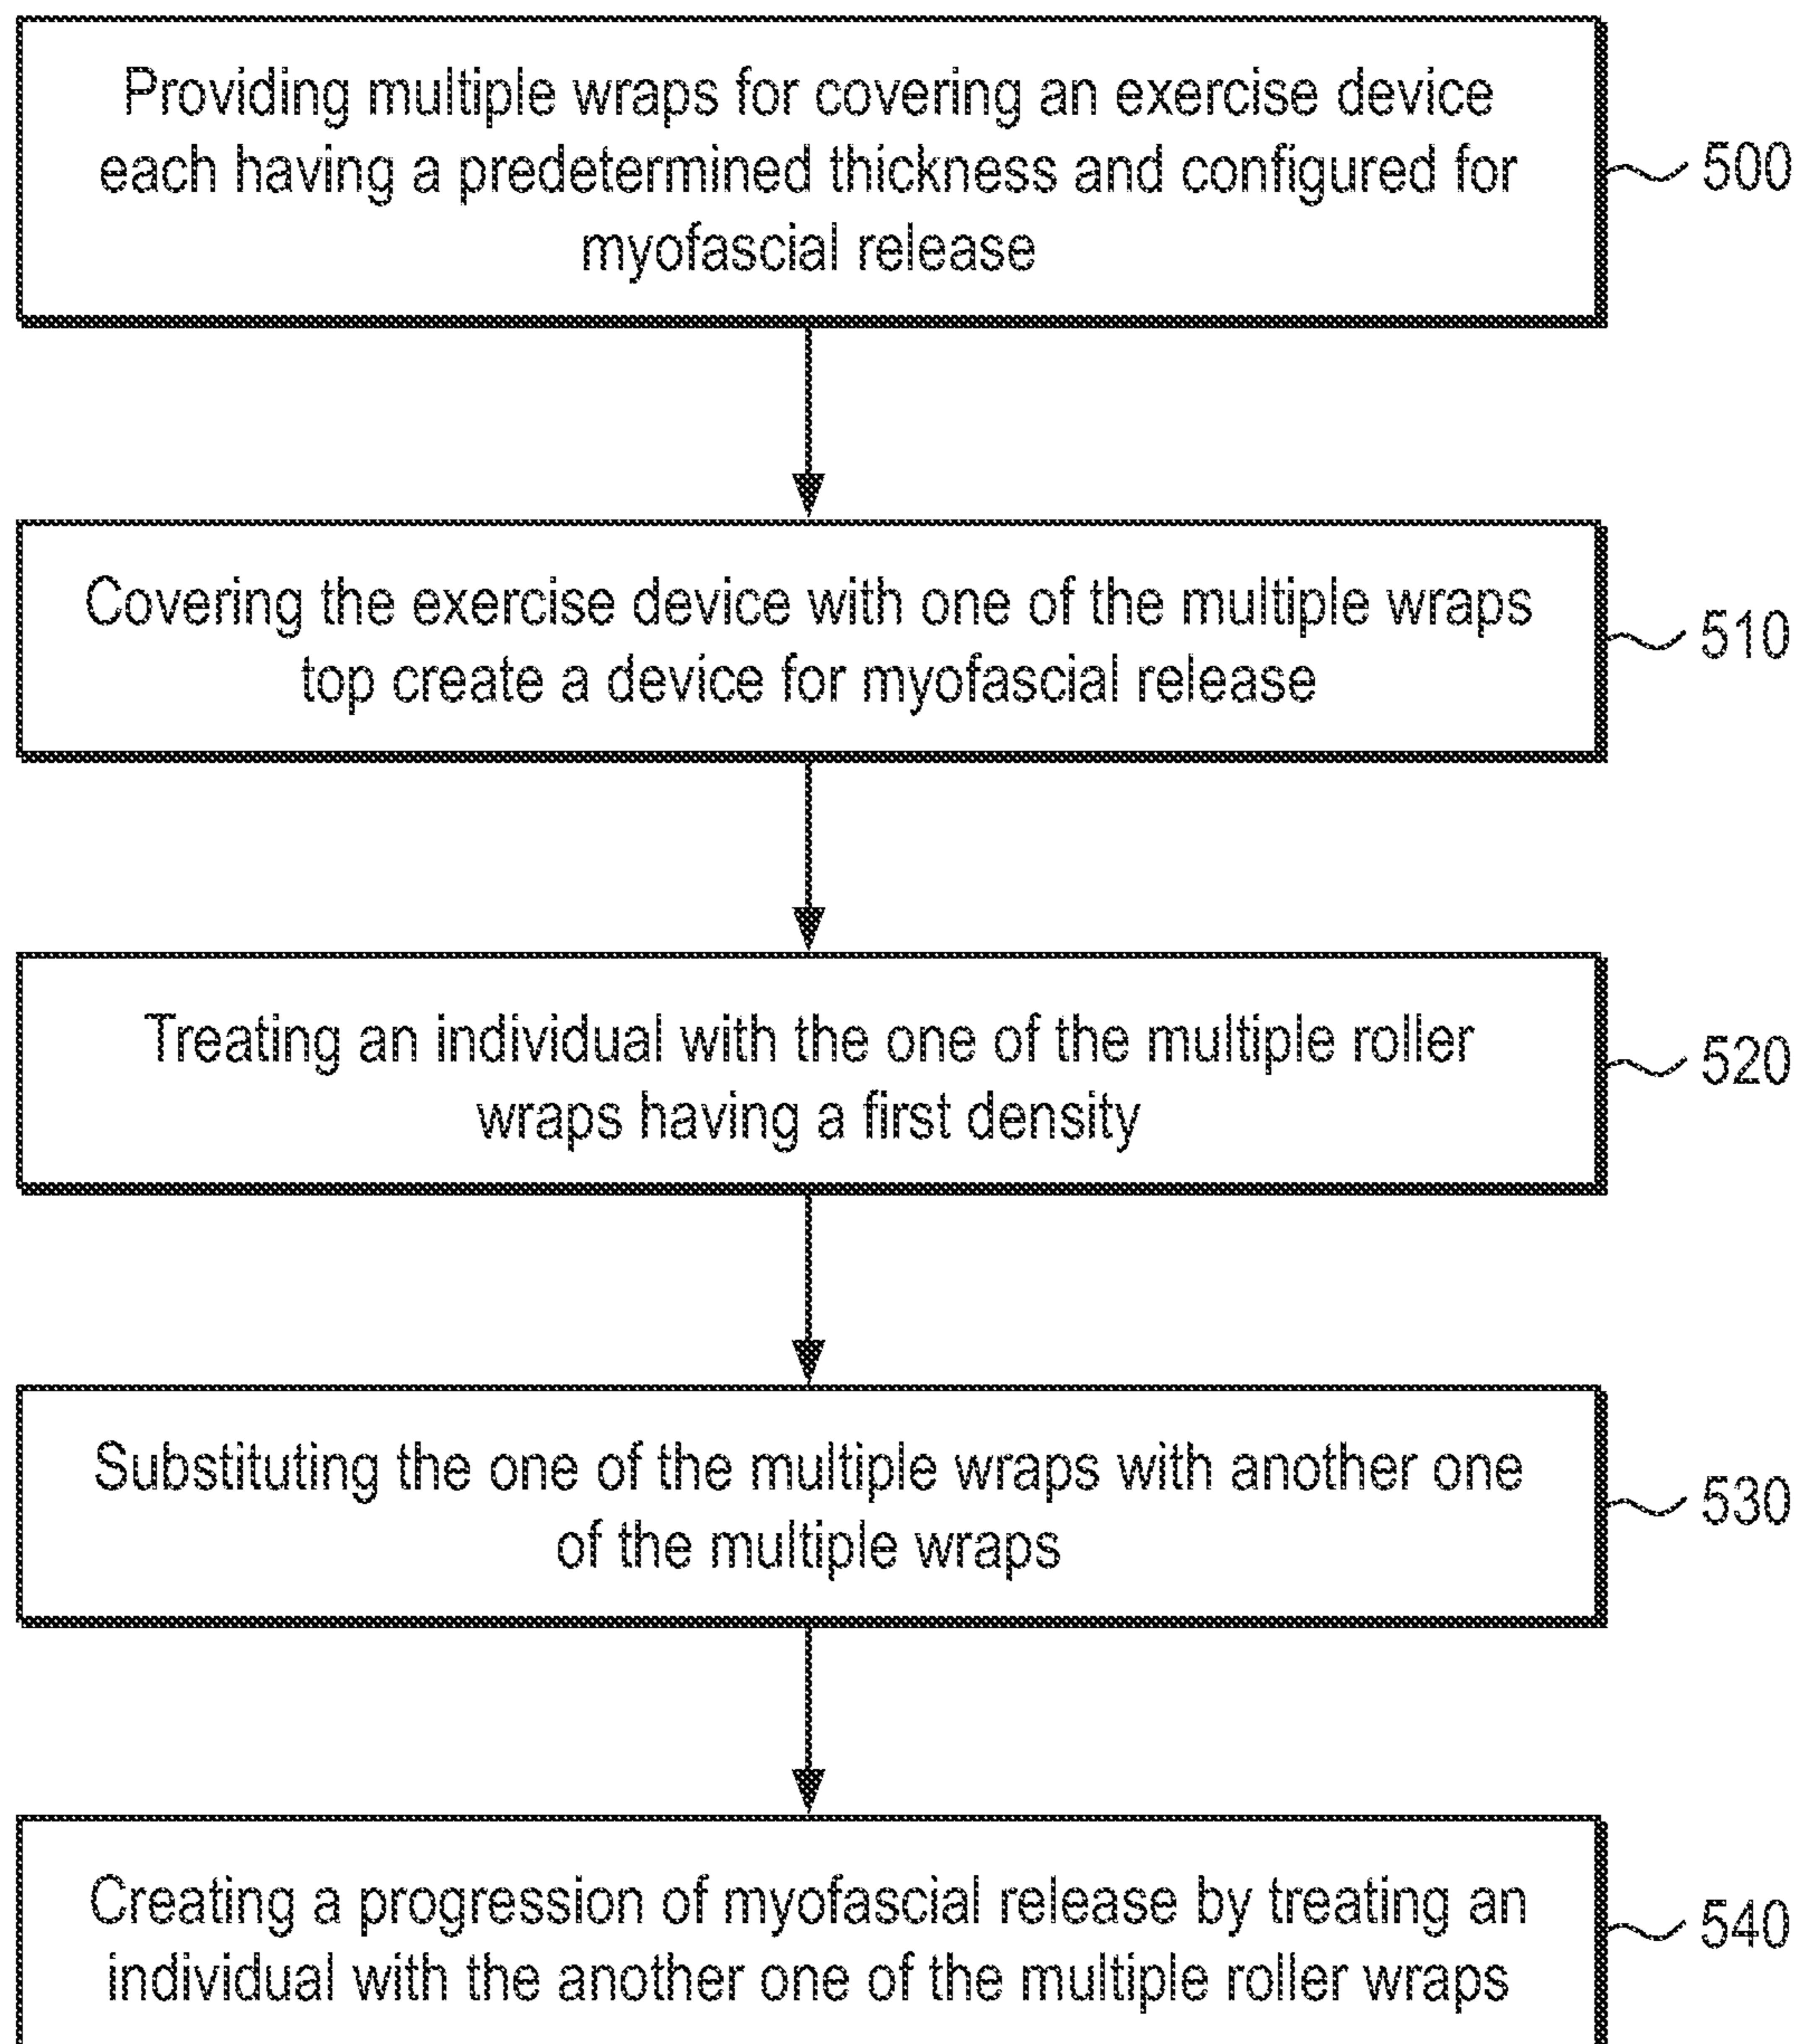 Providing multiple wraps for covering an exercise device
each having a predetermined thickness and configured for
myofascial release
500
Covering the exercise device with one of the multiple wraps
top create a device for myofascial release
510
Treating an individual with the one of the multiple roller
wraps having a first density
520
Substituting the one of the multiple wraps with another one
of the multiple wraps
530
Creating a progression of myofascial release by treating an
individual with the another one of the multiple roller wraps
540